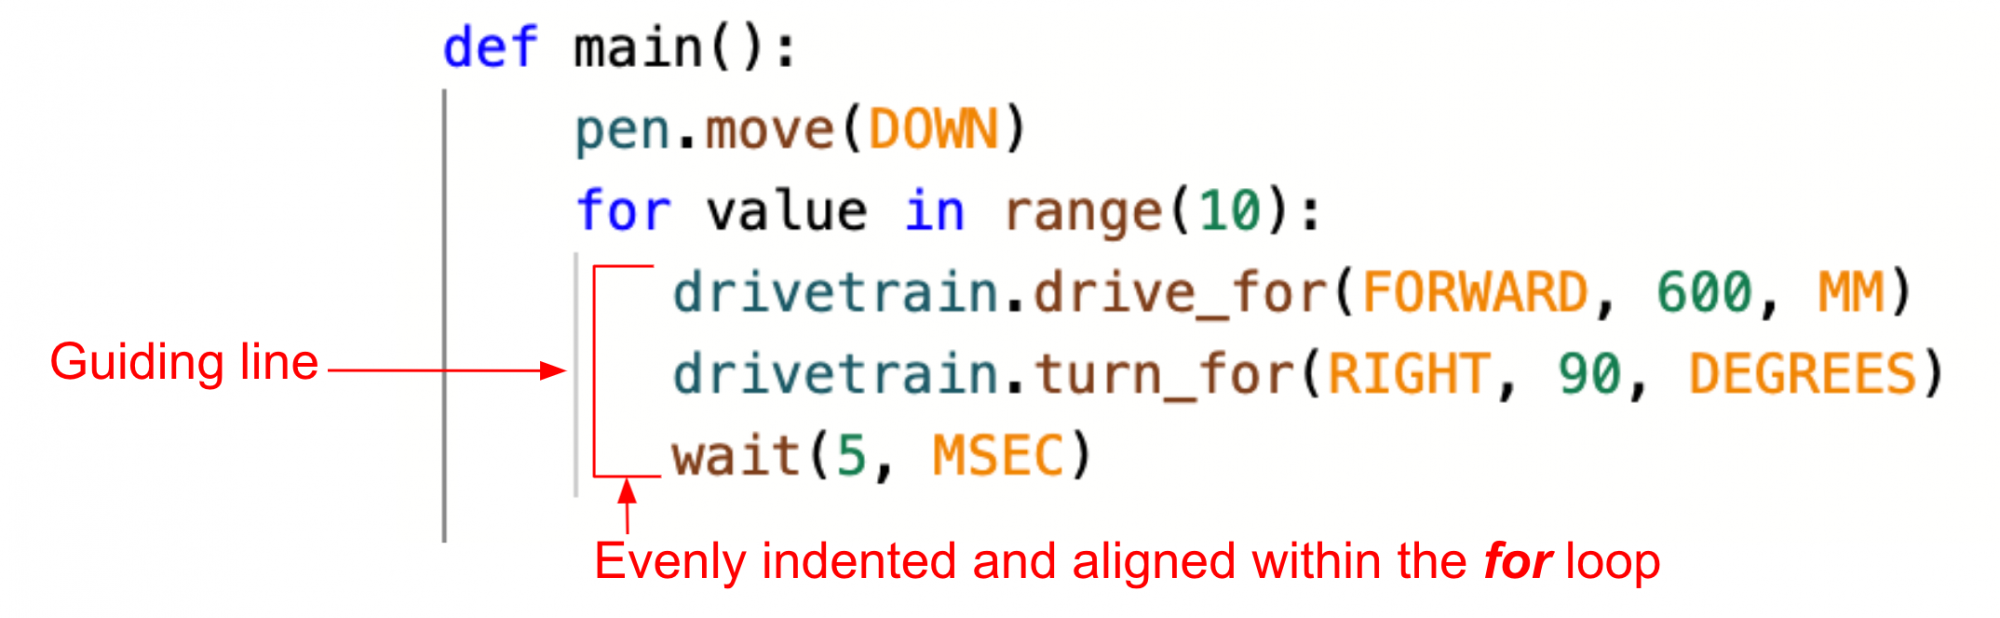 def main():
pen.move(DOWN)
for value in range(10):
drivetrain.drive_for(FORWARD, 600, MM)
Guiding line
drivetrain.turn_for(RIGHT, 90, DEGREES)
wait(5, MSEC)
Evenly indented and aligned within the for loop